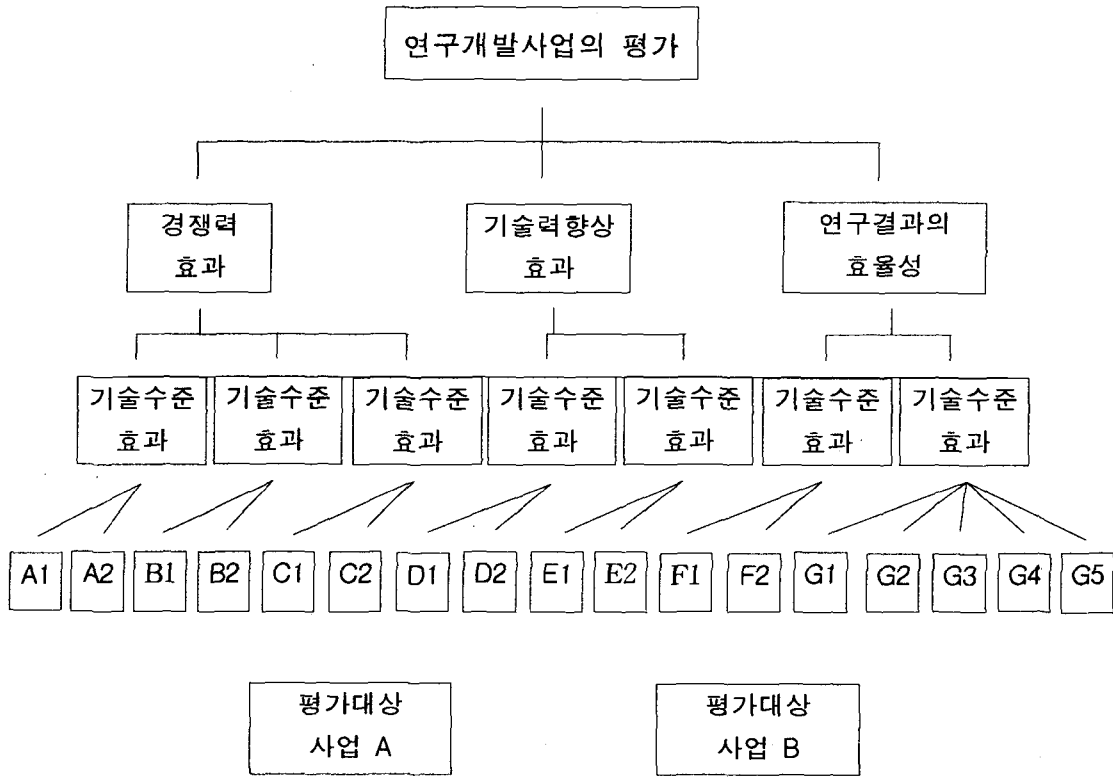 연구개발사업의 평가
경쟁력
효과
기술력향상
효과
연구결과의
효율성
기술수준
효과
기술수준
효과
기술수준
효과
기술수준
효과
기술수준
효과
기술수준
효과
기술수준
효과
A1 A2 B1 B2 C1 C2 D1 D2 E1 E2 F1 F2 G1 G2 G3 G4 G5
평가대상
사업 A
평가대상
사업 B